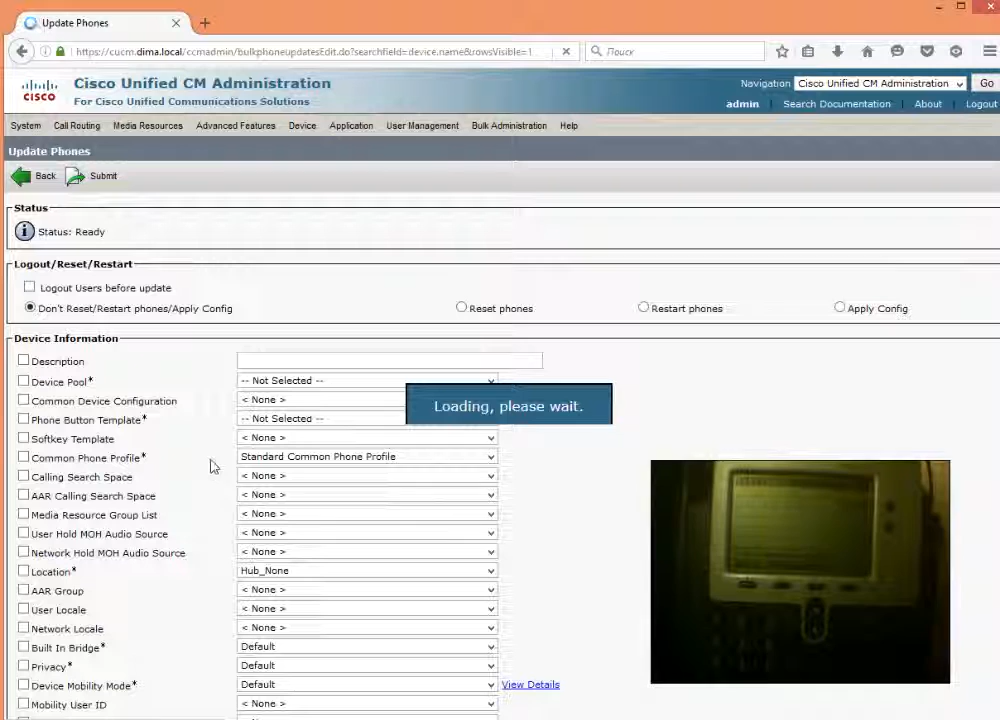 Update Phones
https://cucm.dima.local/ccmadmin/bulkphoneupdatesEdit.do?searchfield=device.name&rowsVisible=1...
Поиск
cisco
Cisco Unified CM Administration
For Cisco Unified Communications Solutions
Navigation Cisco Unified CM Administration Go
admin Search Documentation About Logout
System Call Routing Media Resources Advanced Features Device Application User Management Bulk Administration Help
Update Phones
Back Submit
Status
Status: Ready
Logout/Reset/Restart
Logout Users before update
Don't Reset/Restart phones/Apply Config Reset phones Restart phones Apply Config
Device Information
Description
Device Pool* -- Not Selected --
Common Device Configuration < None >
Loading, please wait.
Phone Button Template* -- Not Selected --
Softkey Template < None >
Common Phone Profile* Standard Common Phone Profile
Calling Search Space < None >
AAR Calling Search Space < None >
Media Resource Group List < None >
User Hold MOH Audio Source < None >
Network Hold MOH Audio Source < None >
Location* Hub_None
AAR Group < None >
User Locale < None >
Network Locale < None >
Built In Bridge* Default
Privacy* Default
Device Mobility Mode* Default View Details
Mobility User ID < None >